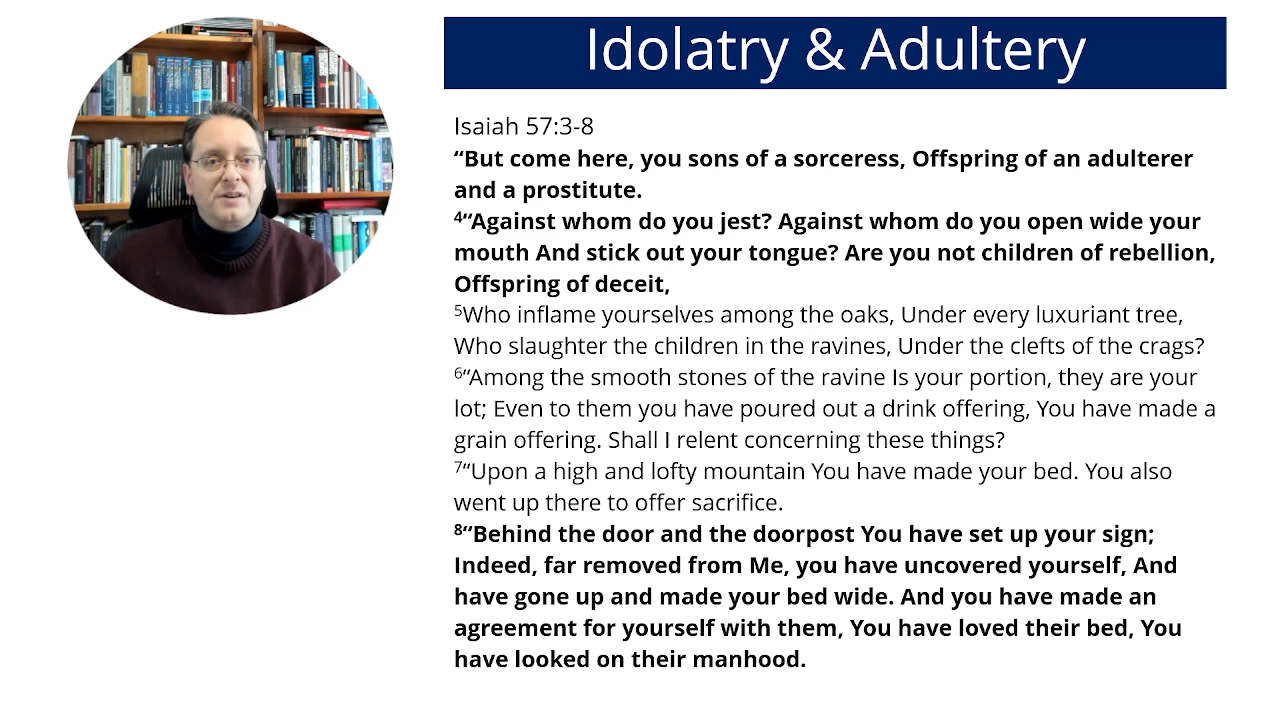 Idolatry & Adultery
Isaiah 57:3-8
“But come here, you sons of a sorceress, Offspring of an adulterer
and a prostitute.
⁴“Against whom do you jest? Against whom do you open wide your
mouth And stick out your tongue? Are you not children of rebellion,
Offspring of deceit,
⁵Who inflame yourselves among the oaks, Under every luxuriant tree,
Who slaughter the children in the ravines, Under the clefts of the crags?
⁶“Among the smooth stones of the ravine Is your portion, they are your
lot; Even to them you have poured out a drink offering, You have made a
grain offering. Shall I relent concerning these things?
⁷“Upon a high and lofty mountain You have made your bed. You also
went up there to offer sacrifice.
⁸“Behind the door and the doorpost You have set up your sign;
Indeed, far removed from Me, you have uncovered yourself, And
have gone up and made your bed wide. And you have made an
agreement for yourself with them, You have loved their bed, You
have looked on their manhood.